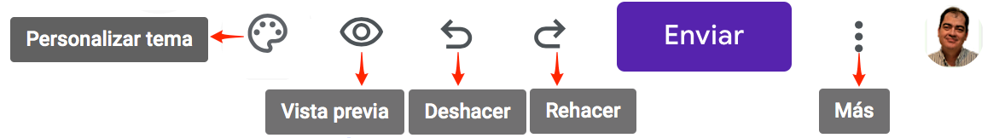 Personalizar tema
Enviar
Vista previa
Deshacer
Rehacer
Más